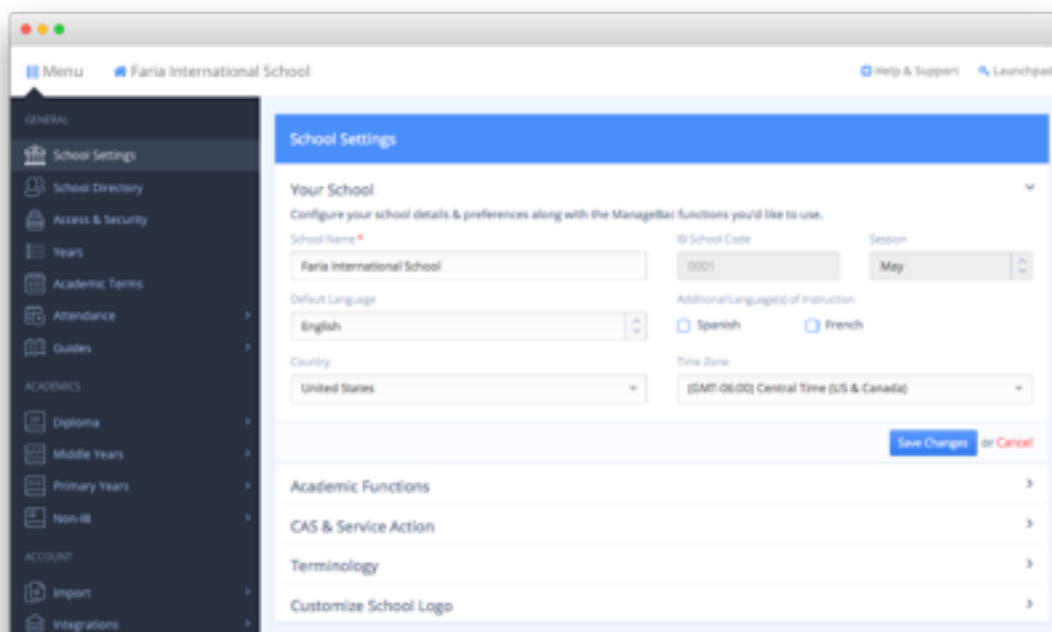 Menu
Faria International School
Help & Support
Launchpad
GENERAL
School Settings
School Directory
Access & Security
Years
Academic Terms
Attendance
Guides
ACADEMICS
Diploma
Middle Years
Primary Years
Non-IB
ACCOUNT
Import
Integrations
School Settings
Your School
Configure your school details & preferences along with the ManageBac functions you'd like to use.
School Name *
IB School Code
Session
Faria International School
0001
May
Default Language
Additional Language(s) of Instruction
English
Spanish
French
Country
Time Zone
United States
(GMT-06:00) Central Time (US & Canada)
Save Changes or Cancel
Academic Functions
CAS & Service Action
Terminology
Customize School Logo